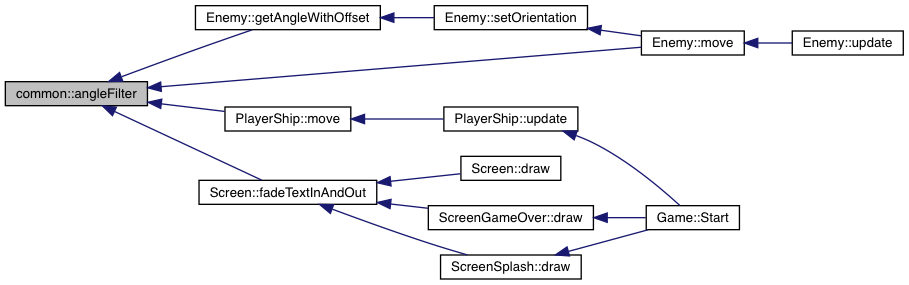 Enemy::getAngleWithOffset
Enemy::setOrientation
Enemy::move
Enemy::update
common::angleFilter
PlayerShip::move
PlayerShip::update
Screen::fadeTextInAndOut
Screen::draw
ScreenGameOver::draw
Game::Start
ScreenSplash::draw